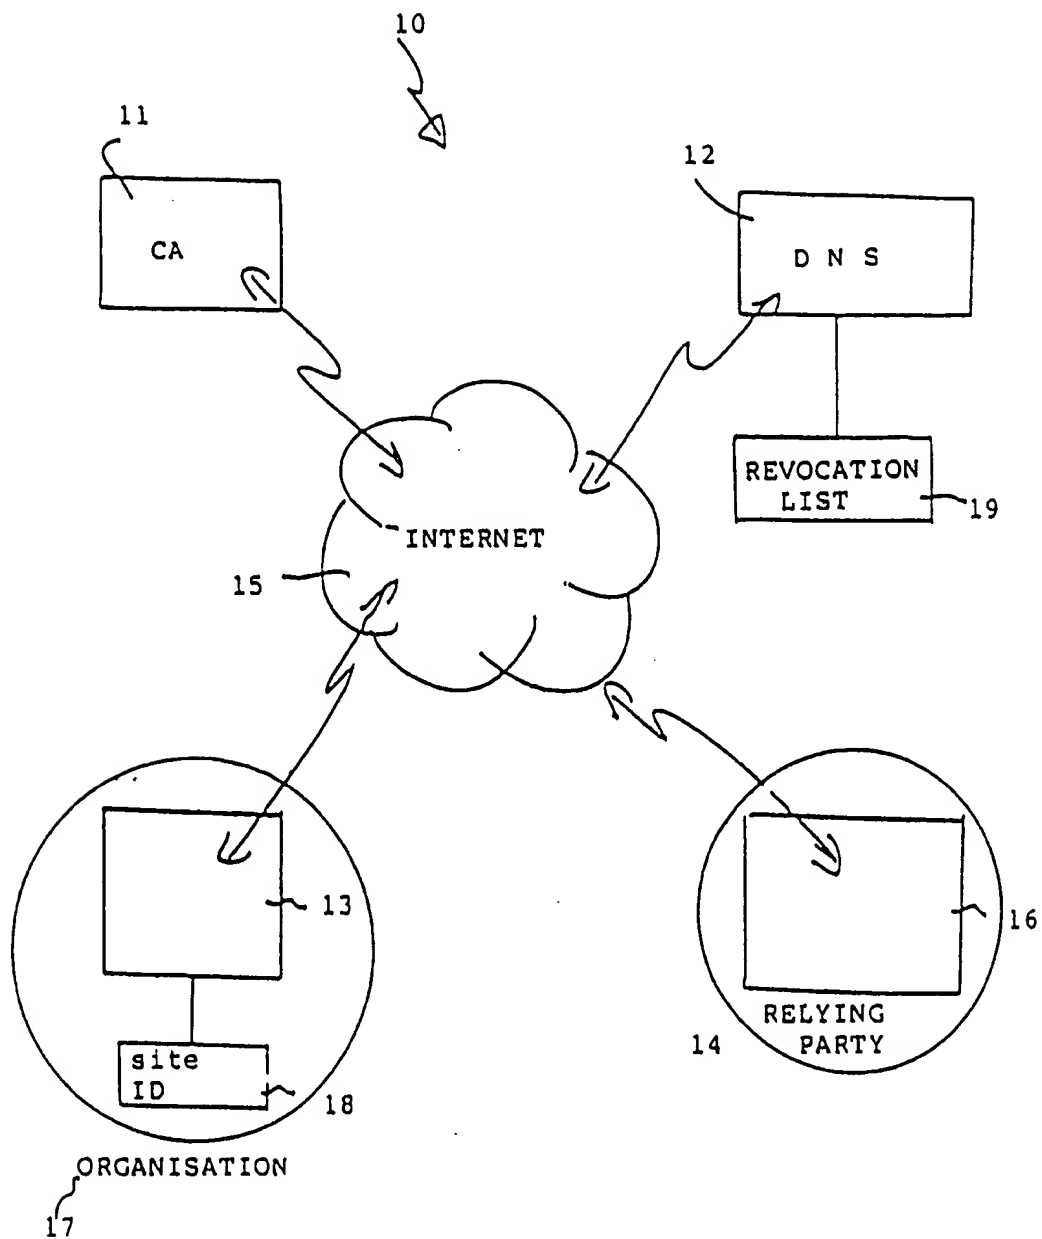 10
11
12
CA
D N S
REVOCATION
LIST
19
INTERNET
15
13
16
RELYING
PARTY
14
site
ID
18
ORGANISATION
17